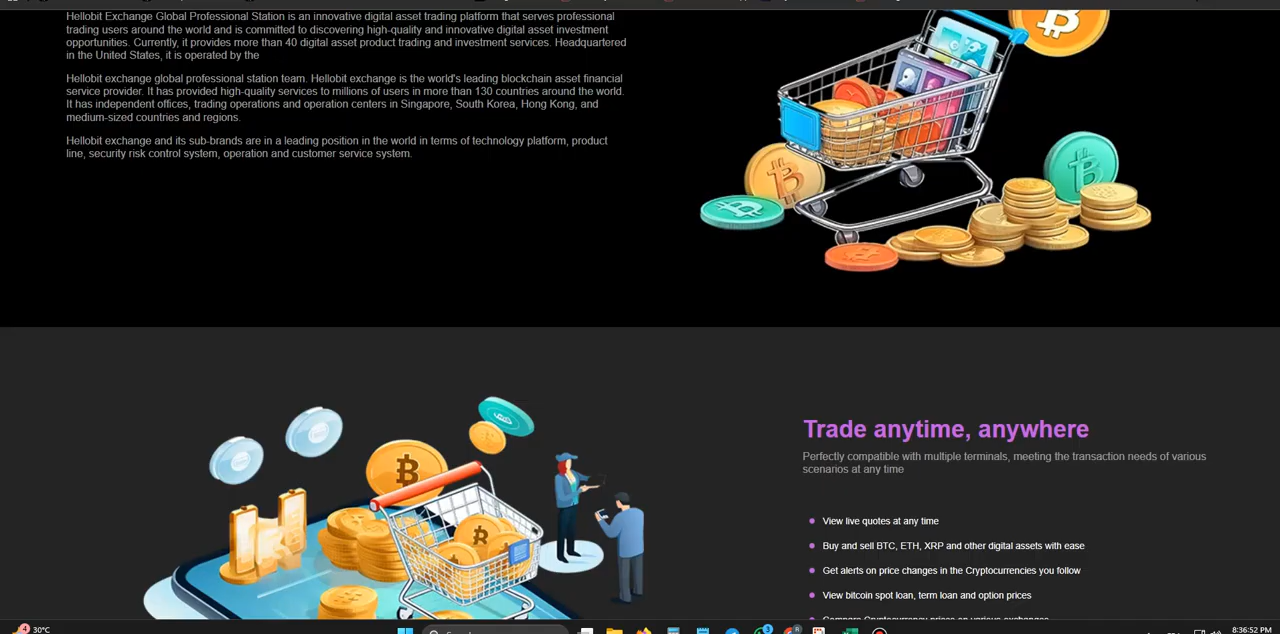 Hellobit Exchange Global Professional Station is an innovative digital asset trading platform that serves professional
trading users around the world and is committed to discovering high-quality and innovative digital asset investment
opportunities. Currently, it provides more than 40 digital asset product trading and investment services. Headquartered
in the United States, it is operated by the
Hellobit exchange global professional station team. Hellobit exchange is the world's leading blockchain asset financial
service provider. It has provided high-quality services to millions of users in more than 130 countries around the world.
It has independent offices, trading operations and operation centers in Singapore, South Korea, Hong Kong, and
medium-sized countries and regions.
Hellobit exchange and its sub-brands are in a leading position in the world in terms of technology platform, product
line, security risk control system, operation and customer service system.
Trade anytime, anywhere
Perfectly compatible with multiple terminals, meeting the transaction needs of various
scenarios at any time
View live quotes at any time
Buy and sell BTC, ETH, XRP and other digital assets with ease
Get alerts on price changes in the Cryptocurrencies you follow
View bitcoin spot loan, term loan and option prices
Compare Cryptocurrency prices on various exchanges
4 30°C
3
8:36:52 PM